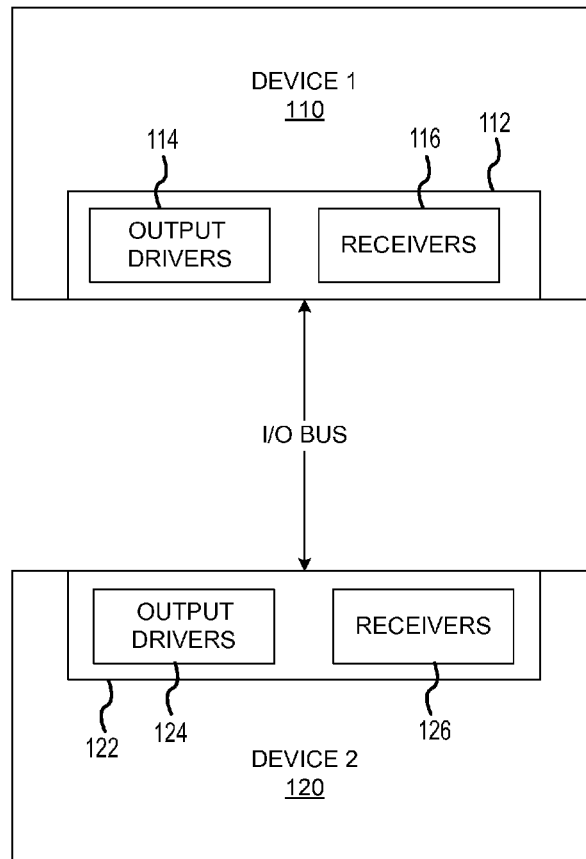 DEVICE 1
110
114
116
112
OUTPUT
DRIVERS
RECEIVERS
I/O BUS
OUTPUT
DRIVERS
RECEIVERS
122
124
126
DEVICE 2
120